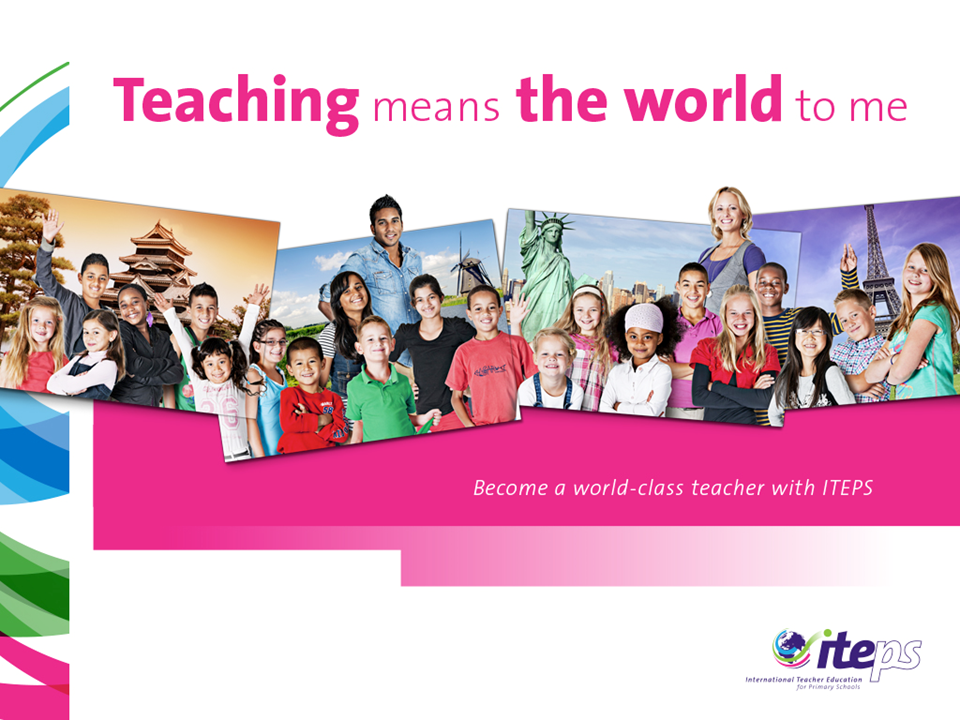 Teaching means the world to me
Become a world-class teacher with ITEPS
iteps
International Teacher Education
for Primary Schools